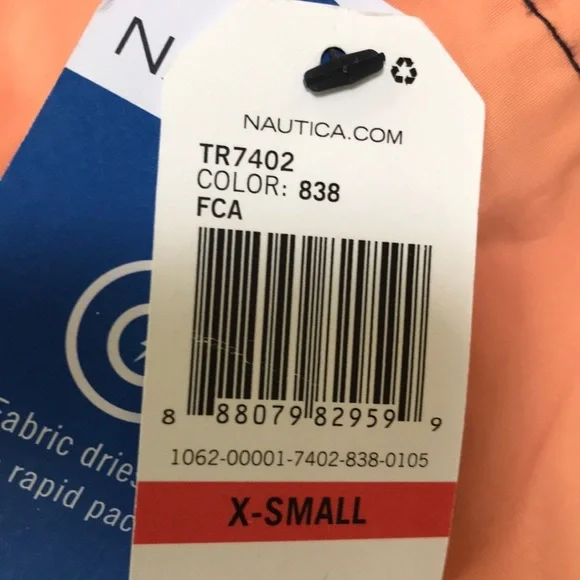 N
NAUTICA.COM
TR7402
COLOR: 838
FCA
8 88079 82959 9
1062-00001-7402-838-0105
X-SMALL
Fabric dries
rapid pac